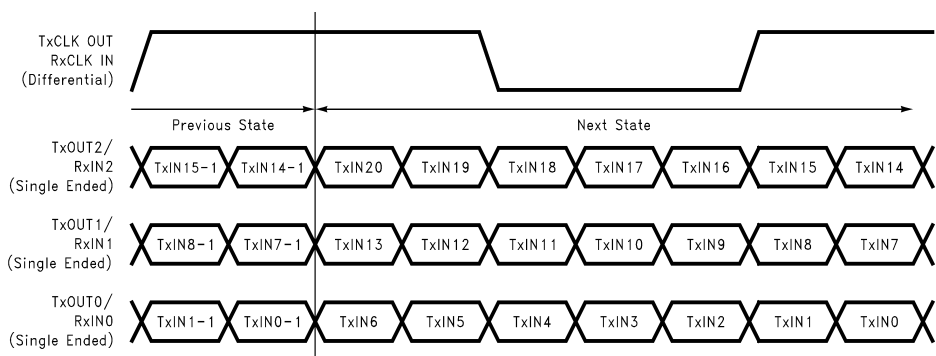 TxCLK OUT
RxCLK IN
(Differential)
Previous State
Next State
TxOUT2/
RxIN2
(Single Ended)
TxIN15-1 TxIN14-1 TxIN20 TxIN19 TxIN18 TxIN17 TxIN16 TxIN15 TxIN14
TxOUT1/
RxIN1
(Single Ended)
TxIN8-1 TxIN7-1 TxIN13 TxIN12 TxIN11 TxIN10 TxIN9 TxIN8 TxIN7
TxOUT0/
RxIN0
(Single Ended)
TxIN1-1 TxIN0-1 TxIN6 TxIN5 TxIN4 TxIN3 TxIN2 TxIN1 TxIN0